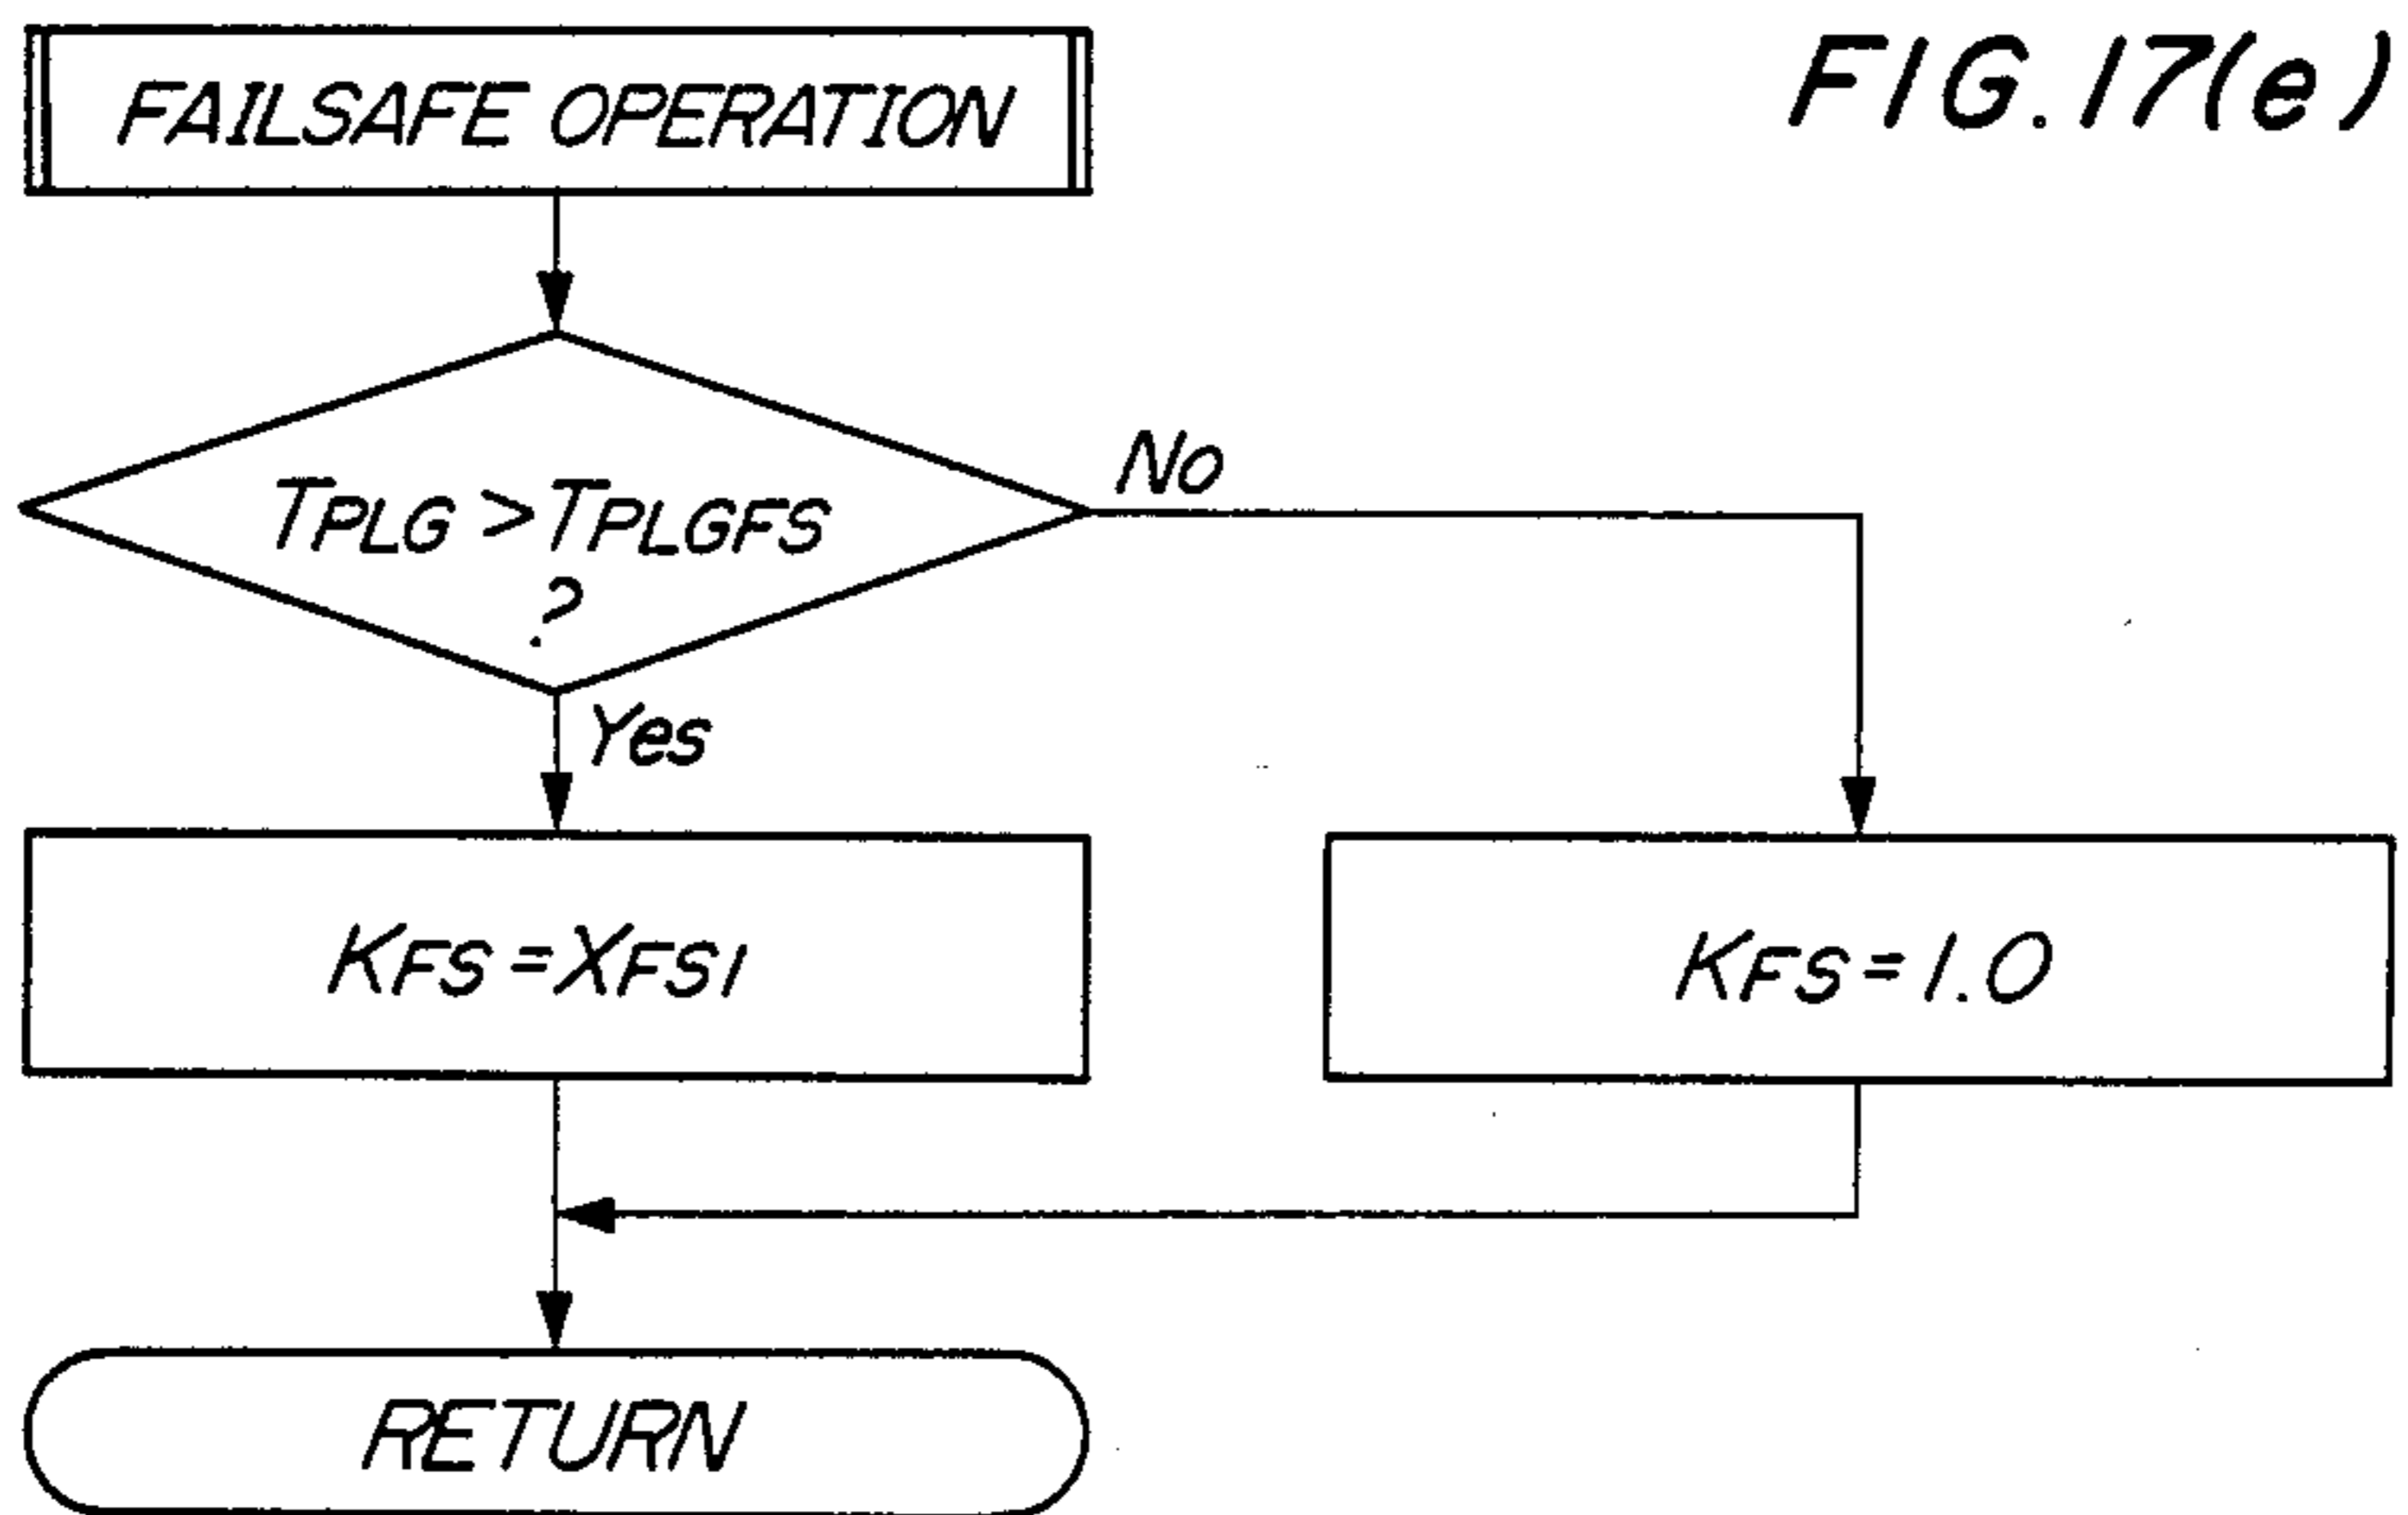 FIG. 17(e)
FAILSAFE OPERATION
TPLG > TPLGFS
?
No
Yes
KFS = XFS1
KFS = 1.0
RETURN